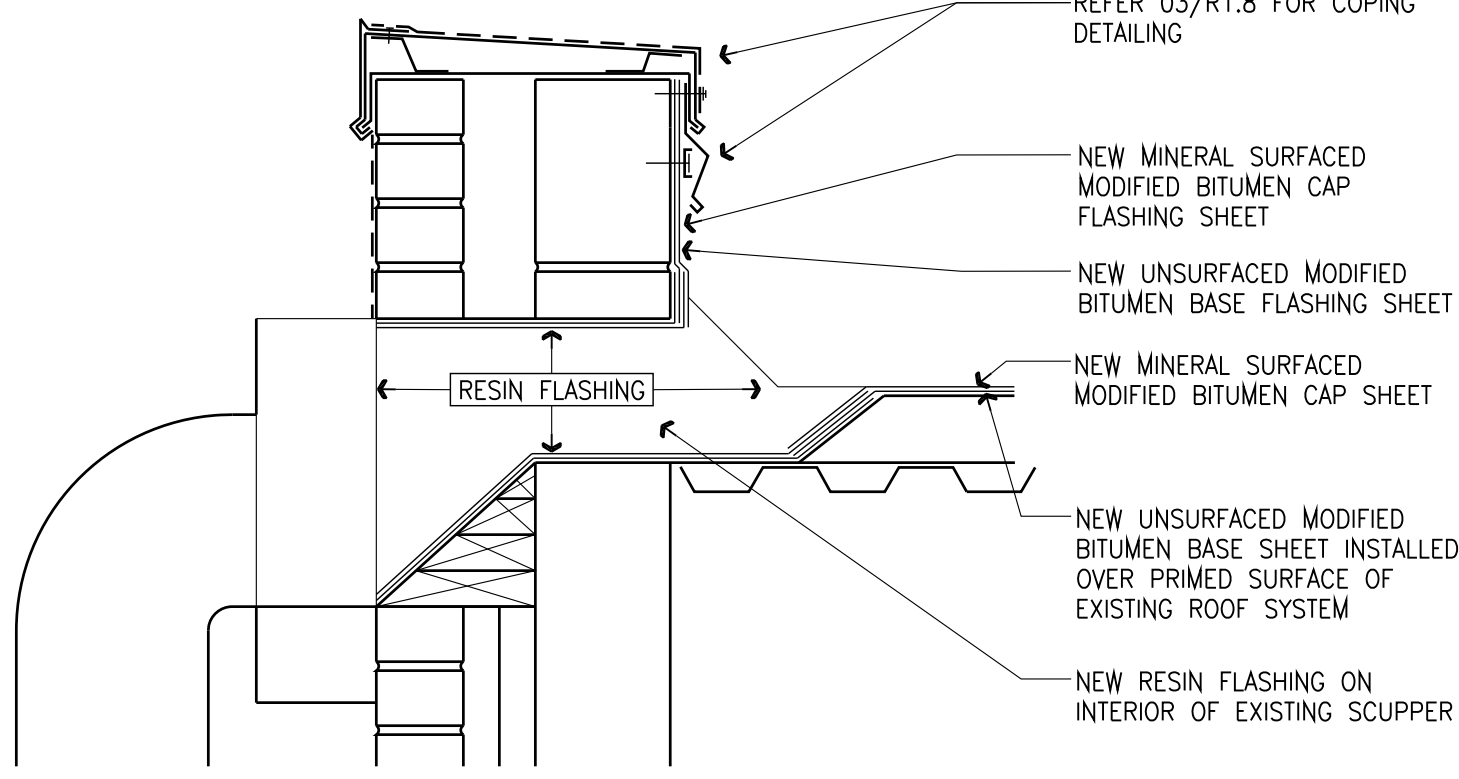 REFER 03/R1.8 FOR COPING
DETAILING
NEW MINERAL SURFACED
MODIFIED BITUMEN CAP
FLASHING SHEET
NEW UNSURFACED MODIFIED
BITUMEN BASE FLASHING SHEET
NEW MINERAL SURFACED
MODIFIED BITUMEN CAP SHEET
RESIN FLASHING
NEW UNSURFACED MODIFIED
BITUMEN BASE SHEET INSTALLED
OVER PRIMED SURFACE OF
EXISTING ROOF SYSTEM
NEW RESIN FLASHING ON
INTERIOR OF EXISTING SCUPPER